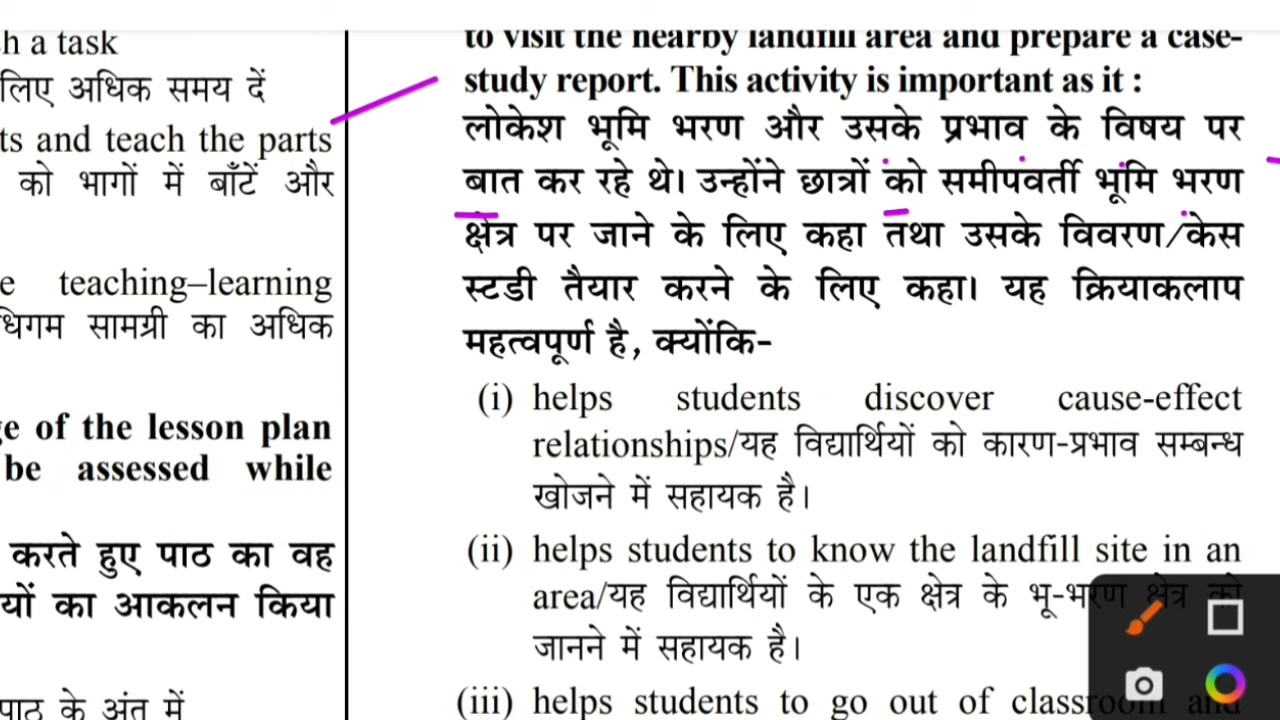 h a task
लिए अधिक समय दें
ts and teach the parts
को भागों में बाँटें और
e teaching–learning
धिगम सामग्री का अधिक
ge of the lesson plan
be assessed while
करते हुए पाठ का वह
यों का आकलन किया
पाठ के अंत में
to visit the nearby landfill area and prepare a case-
study report. This activity is important as it :
लोकेश भूमि भरण और उसके प्रभाव के विषय पर
बात कर रहे थे। उन्होंने छात्रों को समीपवर्ती भूमि भरण
क्षेत्र पर जाने के लिए कहा तथा उसके विवरण/केस
स्टडी तैयार करने के लिए कहा। यह क्रियाकलाप
महत्वपूर्ण है, क्योंकि-
(i) helps students discover cause-effect
relationships/यह विद्यार्थियों को कारण-प्रभाव सम्बन्ध
खोजने में सहायक है।
(ii) helps students to know the landfill site in an
area/यह विद्यार्थियों के एक क्षेत्र के भू-भरण क्षेत्र को
जानने में सहायक है।
(iii) helps students to go out of classroom and